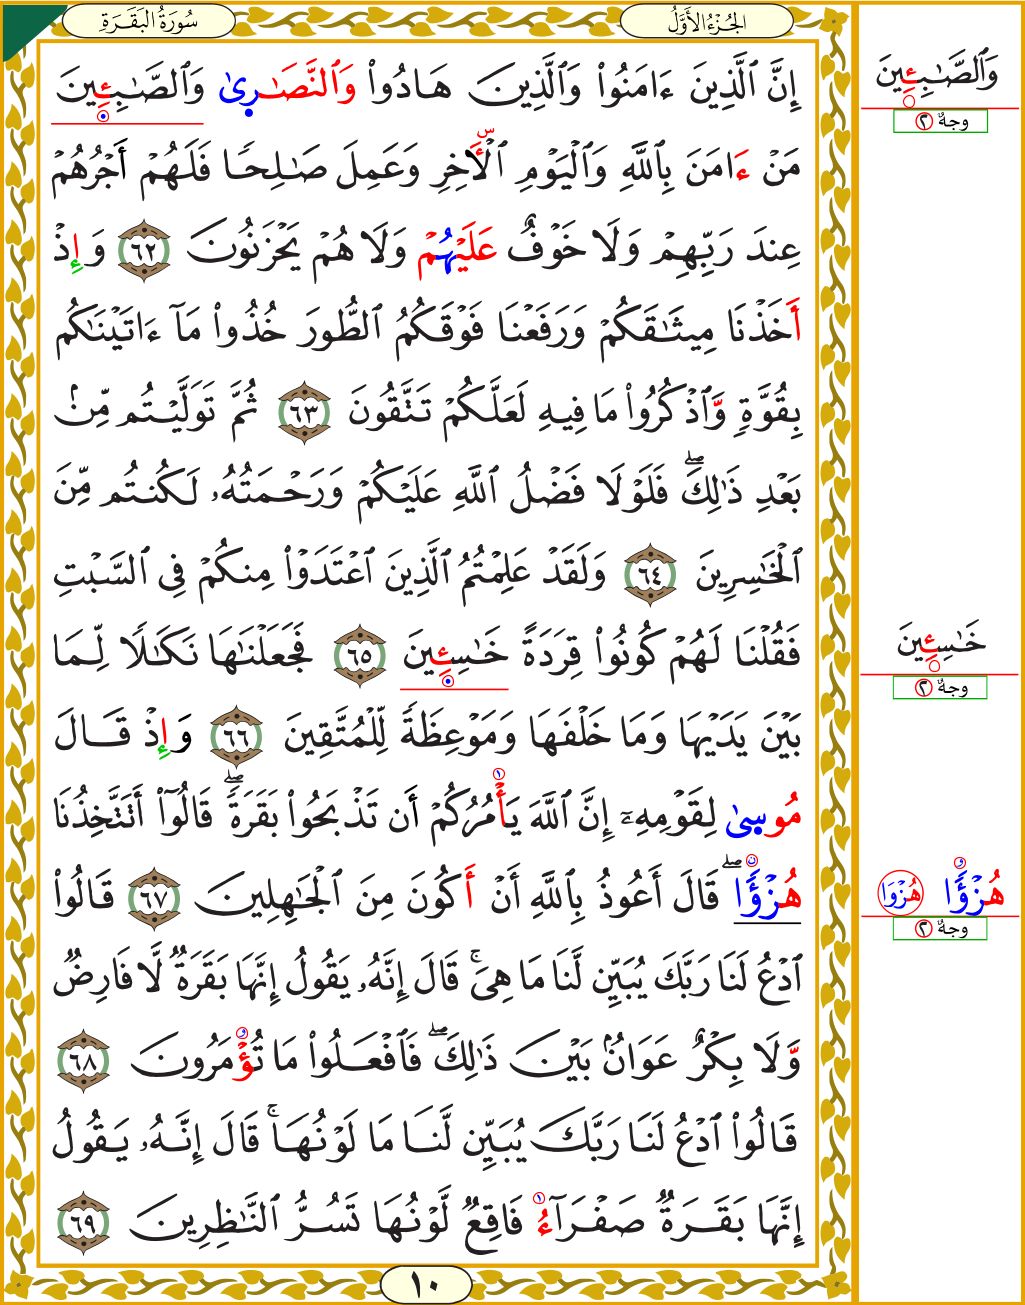 الجُزْءُ الأَوَّلُ
سُورَةُ البَقَرَةِ
إِنَّ ٱلَّذِينَ ءَامَنُوا۟ وَٱلَّذِينَ هَادُوا۟ وَٱلنَّصَـٰرِىٰ وَٱلصَّـٰبِـِٔينَ
مَنْ ءَامَنَ بِٱللَّهِ وَٱلْيَوْمِ ٱلْـَٔاخِرِ وَعَمِلَ صَـٰلِحًا فَلَهُمْ أَجْرُهُمْ
عِندَ رَبِّهِمْ وَلَا خَوْفٌ عَلَيْهُمْ وَلَا هُمْ يَحْزَنُونَ ٦٢ وَإِذْ
أَخَذْنَا مِيثَـٰقَكُمْ وَرَفَعْنَا فَوْقَكُمُ ٱلطُّورَ خُذُوا۟ مَآ ءَاتَيْنَـٰكُم
بِقُوَّةٍ وَّٱذْكُرُوا۟ مَا فِيهِ لَعَلَّكُمْ تَتَّقُونَ ٦٣ ثُمَّ تَوَلَّيْتُم مِّنۢ
بَعْدِ ذَٰلِكَ ۖ فَلَوْلَا فَضْلُ ٱللَّهِ عَلَيْكُمْ وَرَحْمَتُهُۥ لَكُنتُم مِّنَ
ٱلْخَـٰسِرِينَ ٦٤ وَلَقَدْ عَلِمْتُمُ ٱلَّذِينَ ٱعْتَدَوْا۟ مِنكُمْ فِى ٱلسَّبْتِ
فَقُلْنَا لَهُمْ كُونُوا۟ قِرَدَةً خَـٰسِـِٔينَ ٦٥ فَجَعَلْنَـٰهَا نَكَـٰلًا لِّمَا
بَيْنَ يَدَيْهَا وَمَا خَلْفَهَا وَمَوْعِظَةً لِّلْمُتَّقِينَ ٦٦ وَإِذْ قَالَ
مُوسِىٰ لِقَوْمِهِۦٓ إِنَّ ٱللَّهَ يَأْمُرُكُمْ أَن تَذْبَحُوا۟ بَقَرَةً ۖ قَالُوٓا۟ أَتَتَّخِذُنَا
هُزْؤًا ۖ قَالَ أَعُوذُ بِٱللَّهِ أَنْ أَكُونَ مِنَ ٱلْجَـٰهِلِينَ ٦٧ قَالُوا۟
ٱدْعُ لَنَا رَبَّكَ يُبَيِّن لَّنَا مَا هِىَ ۚ قَالَ إِنَّهُۥ يَقُولُ إِنَّهَا بَقَرَةٌ لَّا فَارِضٌ
وَّلَا بِكْرٌ عَوَانٌۢ بَيْنَ ذَٰلِكَ ۖ فَٱفْعَلُوا۟ مَا تُؤْمَرُونَ ٦٨
قَالُوا۟ ٱدْعُ لَنَا رَبَّكَ يُبَيِّن لَّنَا مَا لَوْنُهَا ۚ قَالَ إِنَّهُۥ يَقُولُ
إِنَّهَا بَقَرَةٌ صَفْرَآءُ فَاقِعٌ لَّوْنُهَا تَسُرُّ ٱلنَّـٰظِرِينَ ٦٩
١٠
وَٱلصَّـٰبِـِٔينَ
وجهٌ ٢
خَـٰسِـِٔينَ
وجهٌ ٢
هُزْؤًا هُزْوَا
وجهٌ ٢